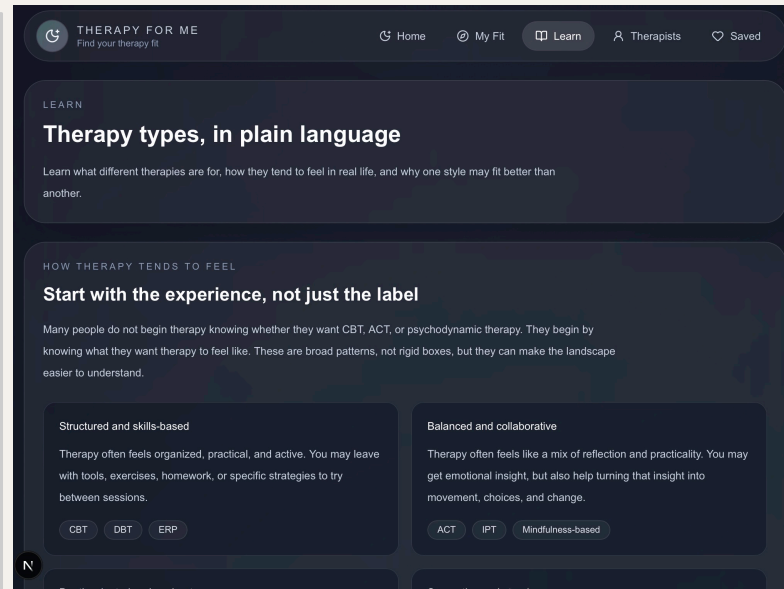 THERAPY FOR ME
Find your therapy fit
Home
My Fit
Learn
Therapists
Saved
LEARN
Therapy types, in plain language
Learn what different therapies are for, how they tend to feel in real life, and why one style may fit better than
another.
HOW THERAPY TENDS TO FEEL
Start with the experience, not just the label
Many people do not begin therapy knowing whether they want CBT, ACT, or psychodynamic therapy. They begin by
knowing what they want therapy to feel like. These are broad patterns, not rigid boxes, but they can make the landscape
easier to understand.
Structured and skills-based
Therapy often feels organized, practical, and active. You may leave
with tools, exercises, homework, or specific strategies to try
between sessions.
CBT
DBT
ERP
Balanced and collaborative
Therapy often feels like a mix of reflection and practicality. You may
get emotional insight, but also help turning that insight into
movement, choices, and change.
ACT
IPT
Mindfulness-based
N